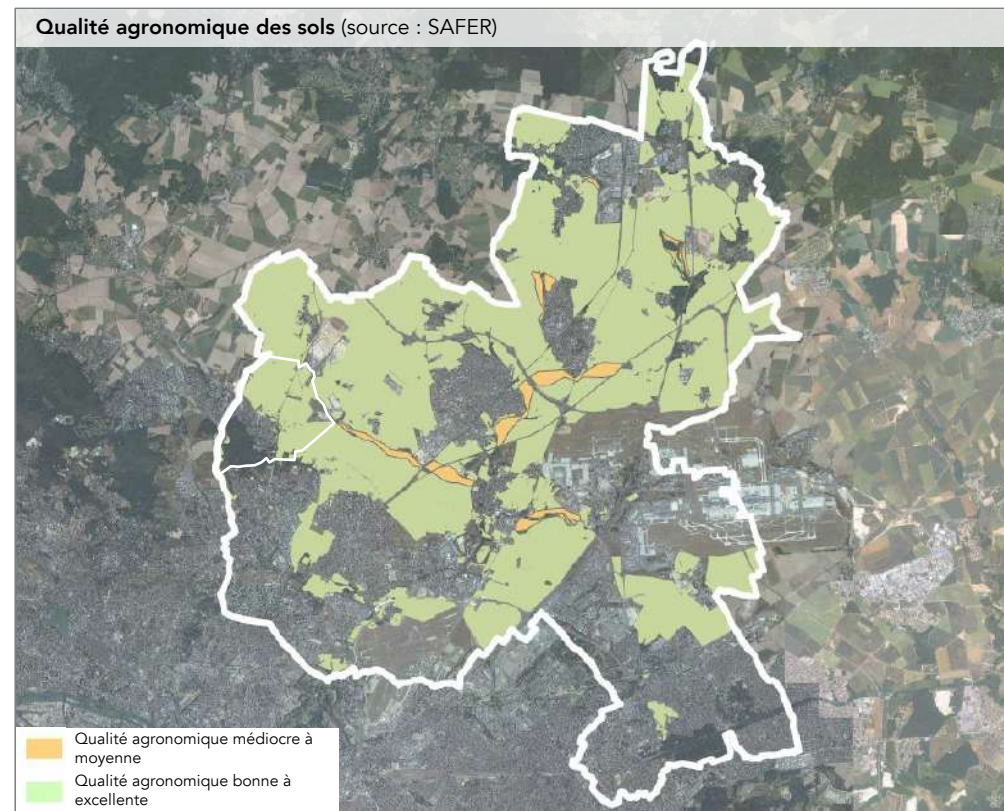 Qualité agronomique des sols (source : SAFER)
Qualité agronomique médiocre à
moyenne
Qualité agronomique bonne à
excellente